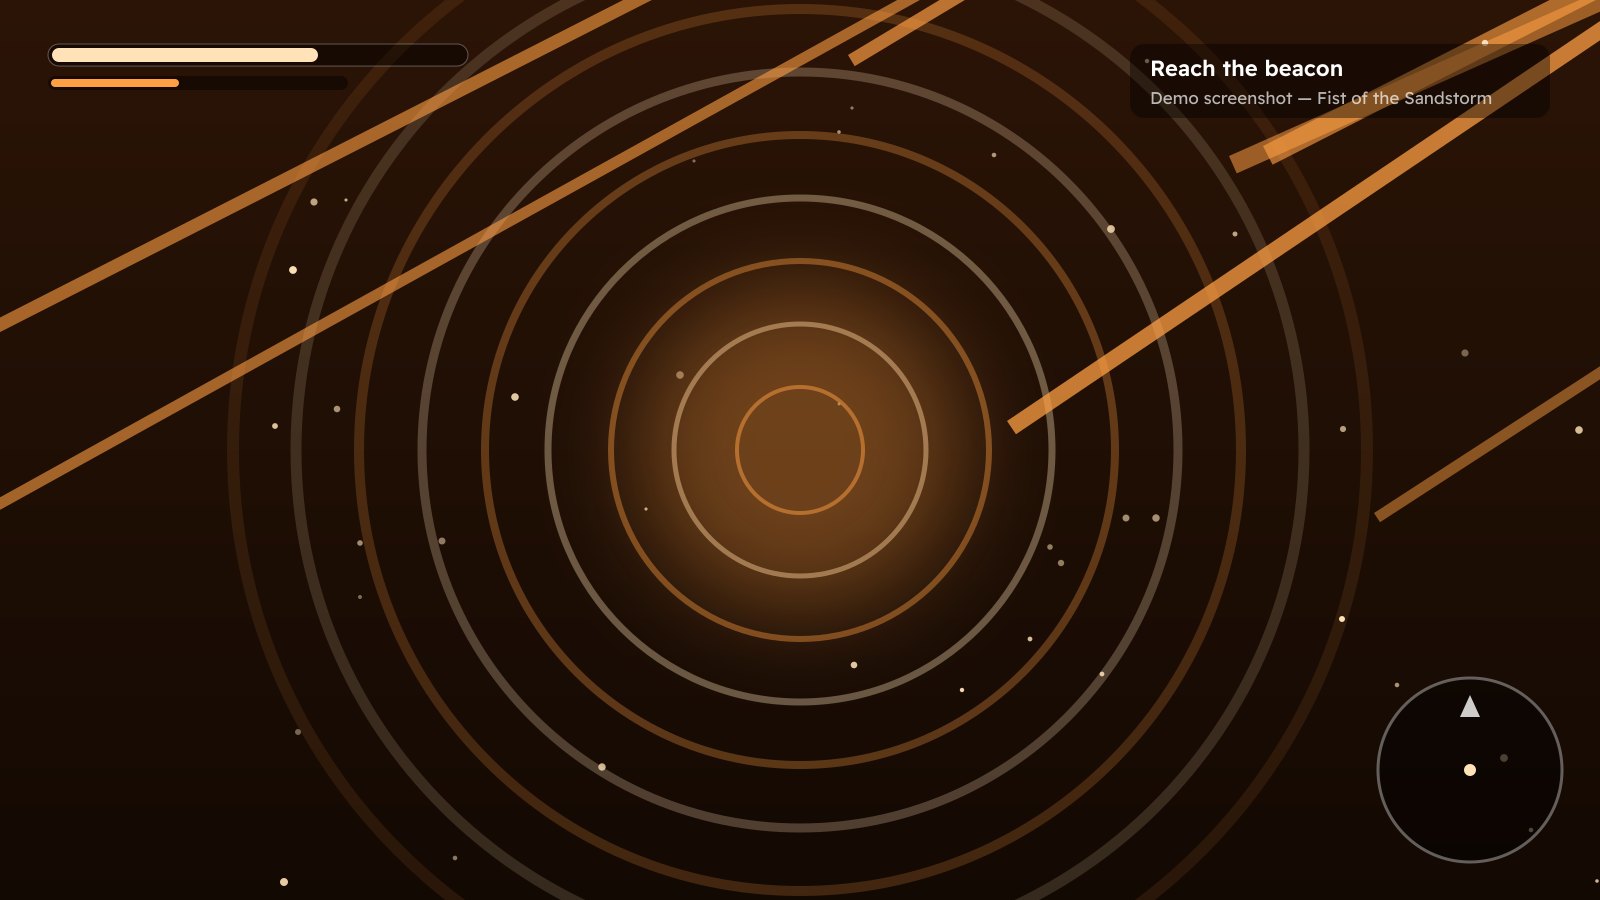 Reach the beacon
Demo screenshot — Fist of the Sandstorm